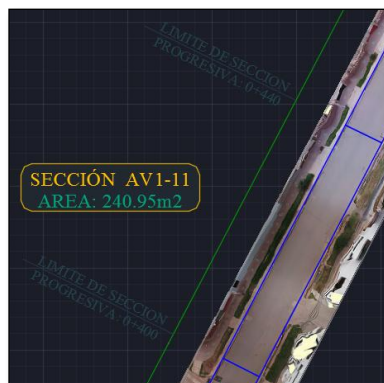 LIMITE DE SECCION
PROGRESIVA: 0+440
SECCIÓN AV1-11
AREA: 240.95m2
LIMITE DE SECCION
PROGRESIVA: 0+400